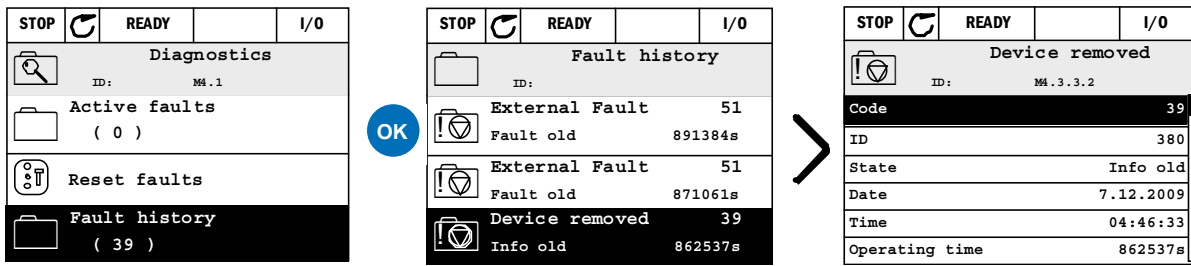 STOP READY I/O
Diagnostics
ID: M4.1
Active faults
( 0 )
Reset faults
Fault history
( 39 )
OK
STOP READY I/O
Fault history
ID:
External Fault 51
Fault old 891384s
External Fault 51
Fault old 871061s
Device removed 39
Info old 862537s
STOP READY I/O
Device removed
ID: M4.3.3.2
Code 39
ID 380
State Info old
Date 7.12.2009
Time 04:46:33
Operating time 862537s